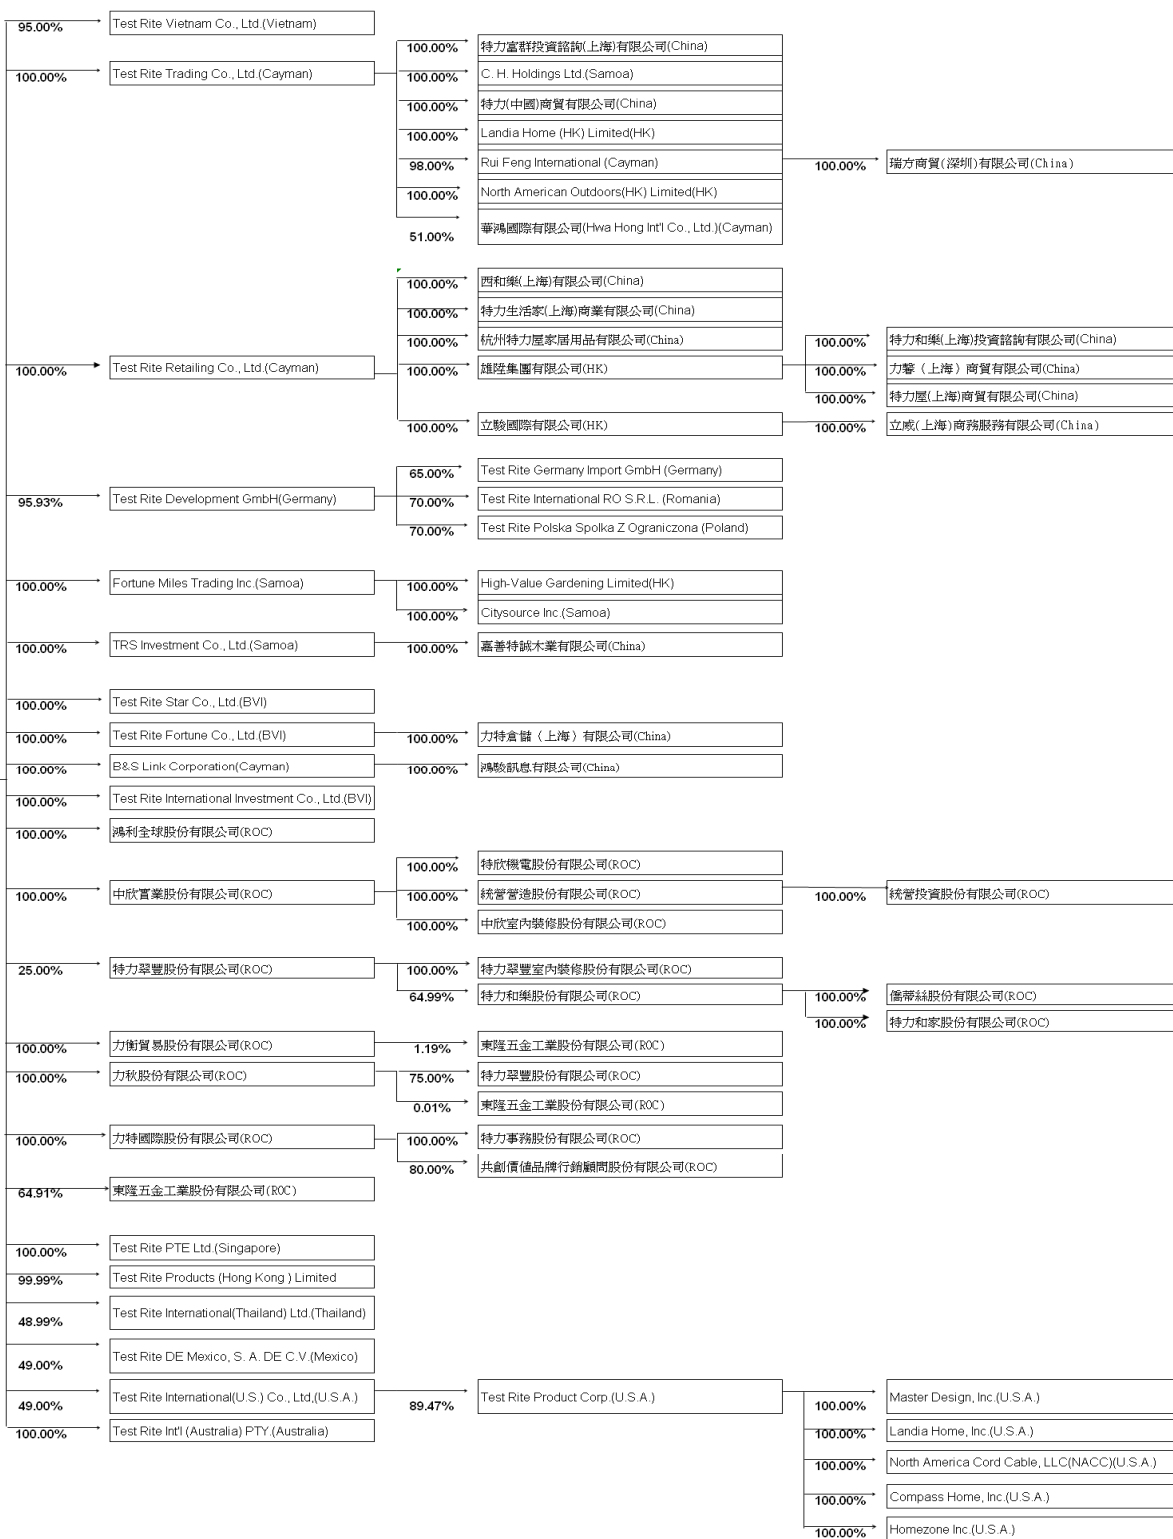 95.00%
Test Rite Vietnam Co., Ltd.(Vietnam)
100.00%
特力富群投資諮詢(上海)有限公司(China)
100.00%
Test Rite Trading Co., Ltd.(Cayman)
100.00%
C. H. Holdings Ltd.(Samoa)
100.00%
特力(中國)商貿有限公司(China)
100.00%
Landia Home (HK) Limited(HK)
98.00%
Rui Feng International (Cayman)
100.00%
瑞方商貿(深圳)有限公司(China)
100.00%
North American Outdoors(HK) Limited(HK)
51.00%
華鴻國際有限公司(Hwa Hong Int'l Co., Ltd.)(Cayman)
100.00%
西和樂(上海)有限公司(China)
100.00%
特力生活家(上海)商業有限公司(China)
100.00%
杭州特力屋家居用品有限公司(China)
100.00%
特力和樂(上海)投資諮詢有限公司(China)
100.00%
Test Rite Retailing Co., Ltd.(Cayman)
100.00%
雄陞集團有限公司(HK)
100.00%
力馨（上海）商貿有限公司(China)
100.00%
特力屋(上海)商貿有限公司(China)
100.00%
立駿國際有限公司(HK)
100.00%
立威(上海)商務服務有限公司(China)
65.00%
Test Rite Germany Import GmbH (Germany)
95.93%
Test Rite Development GmbH(Germany)
70.00%
Test Rite International RO S.R.L. (Romania)
70.00%
Test Rite Polska Spolka Z Ograniczona (Poland)
100.00%
Fortune Miles Trading Inc.(Samoa)
100.00%
High-Value Gardening Limited(HK)
100.00%
Citysource Inc.(Samoa)
100.00%
TRS Investment Co., Ltd.(Samoa)
100.00%
嘉善特誠木業有限公司(China)
100.00%
Test Rite Star Co., Ltd.(BVI)
100.00%
Test Rite Fortune Co., Ltd.(BVI)
100.00%
力特倉儲（上海）有限公司(China)
100.00%
B&S Link Corporation(Cayman)
100.00%
鴻駿訊息有限公司(China)
100.00%
Test Rite International Investment Co., Ltd.(BVI)
100.00%
鴻利全球股份有限公司(ROC)
100.00%
特欣機電股份有限公司(ROC)
100.00%
中欣實業股份有限公司(ROC)
100.00%
統營營造股份有限公司(ROC)
100.00%
統營投資股份有限公司(ROC)
100.00%
中欣室內裝修股份有限公司(ROC)
25.00%
特力翠豐股份有限公司(ROC)
100.00%
特力翠豐室內裝修股份有限公司(ROC)
64.99%
特力和樂股份有限公司(ROC)
100.00%
僑蒂絲股份有限公司(ROC)
100.00%
特力和家股份有限公司(ROC)
100.00%
力衡貿易股份有限公司(ROC)
1.19%
東隆五金工業股份有限公司(ROC)
100.00%
力秋股份有限公司(ROC)
75.00%
特力翠豐股份有限公司(ROC)
0.01%
東隆五金工業股份有限公司(ROC)
100.00%
力特國際股份有限公司(ROC)
100.00%
特力事務股份有限公司(ROC)
80.00%
共創價值品牌行銷顧問股份有限公司(ROC)
64.91%
東隆五金工業股份有限公司(ROC)
100.00%
Test Rite PTE Ltd.(Singapore)
99.99%
Test Rite Products (Hong Kong ) Limited
48.99%
Test Rite International(Thailand) Ltd.(Thailand)
49.00%
Test Rite DE Mexico, S. A. DE C.V.(Mexico)
49.00%
Test Rite International(U.S.) Co., Ltd,(U.S.A.)
89.47%
Test Rite Product Corp.(U.S.A.)
100.00%
Master Design, Inc.(U.S.A.)
100.00%
Test Rite Int'l (Australia) PTY.(Australia)
100.00%
Landia Home, Inc.(U.S.A.)
100.00%
North America Cord Cable, LLC(NACC)(U.S.A.)
100.00%
Compass Home, Inc.(U.S.A.)
100.00%
Homezone Inc.(U.S.A.)